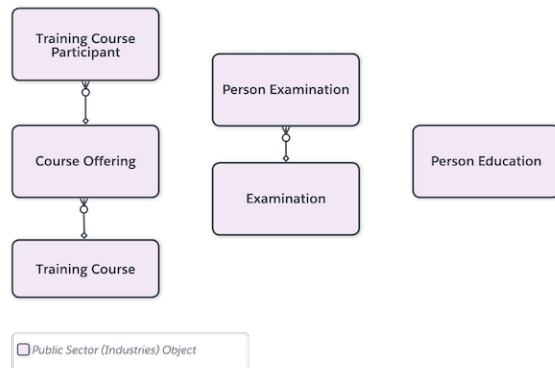 Training Course
Participant
Person Examination
Course Offering
Person Education
Examination
Training Course
Public Sector (Industries) Object